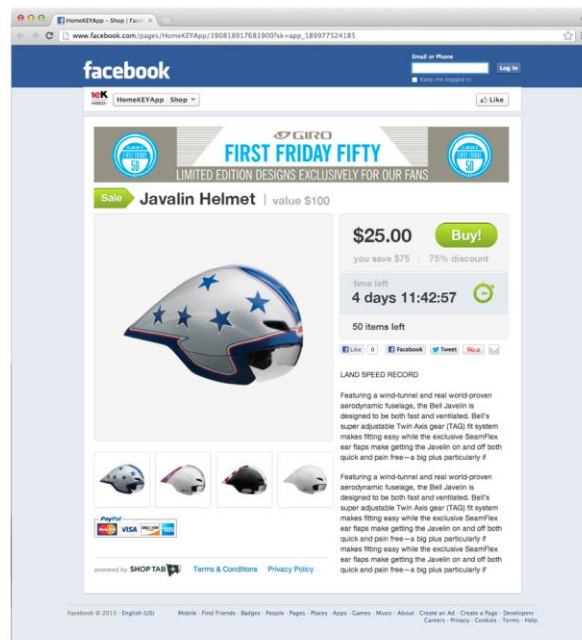 HomeKEYApp - Shop | Face
www.facebook.com/pages/HomeKEYApp/190818917681900?sk=app_189977524185
facebook
Email or Phone
Log In
Keep me logged in
HomeKEYApp Shop
Like
GIRO
FIRST FRIDAY FIFTY
LIMITED EDITION DESIGNS EXCLUSIVELY FOR OUR FANS
FIRST FRIDAY
50
FIRST FRIDAY
50
Sale Javalin Helmet | value $100
$25.00 Buy!
you save $75 75% discount
time left
4 days 11:42:57
50 items left
Like 0 Facebook Tweet Pin it
LAND SPEED RECORD
Featuring a wind-tunnel and real world-proven
aerodynamic fuselage, the Bell Javelin is
designed to be both fast and ventilated. Bell's
super adjustable Twin Axis gear (TAG) fit system
makes fitting easy while the exclusive SeamFlex
ear flaps make getting the Javelin on and off both
quick and pain free—a big plus particularly if
Featuring a wind-tunnel and real world-proven
aerodynamic fuselage, the Bell Javelin is
designed to be both fast and ventilated. Bell's
super adjustable Twin Axis gear (TAG) fit system
makes fitting easy while the exclusive SeamFlex
ear flaps make getting the Javelin on and off both
makes fitting easy while the exclusive SeamFlex
ear flaps make getting the Javelin on and off both
quick and pain free—a big plus particularly if
PayPal
VISA
powered by SHOP TAB Terms & Conditions Privacy Policy
Facebook © 2013 · English (US)
Mobile · Find Friends · Badges · People · Pages · Places · Apps · Games · Music · About · Create an Ad · Create a Page · Developers ·
Careers · Privacy · Cookies · Terms · Help